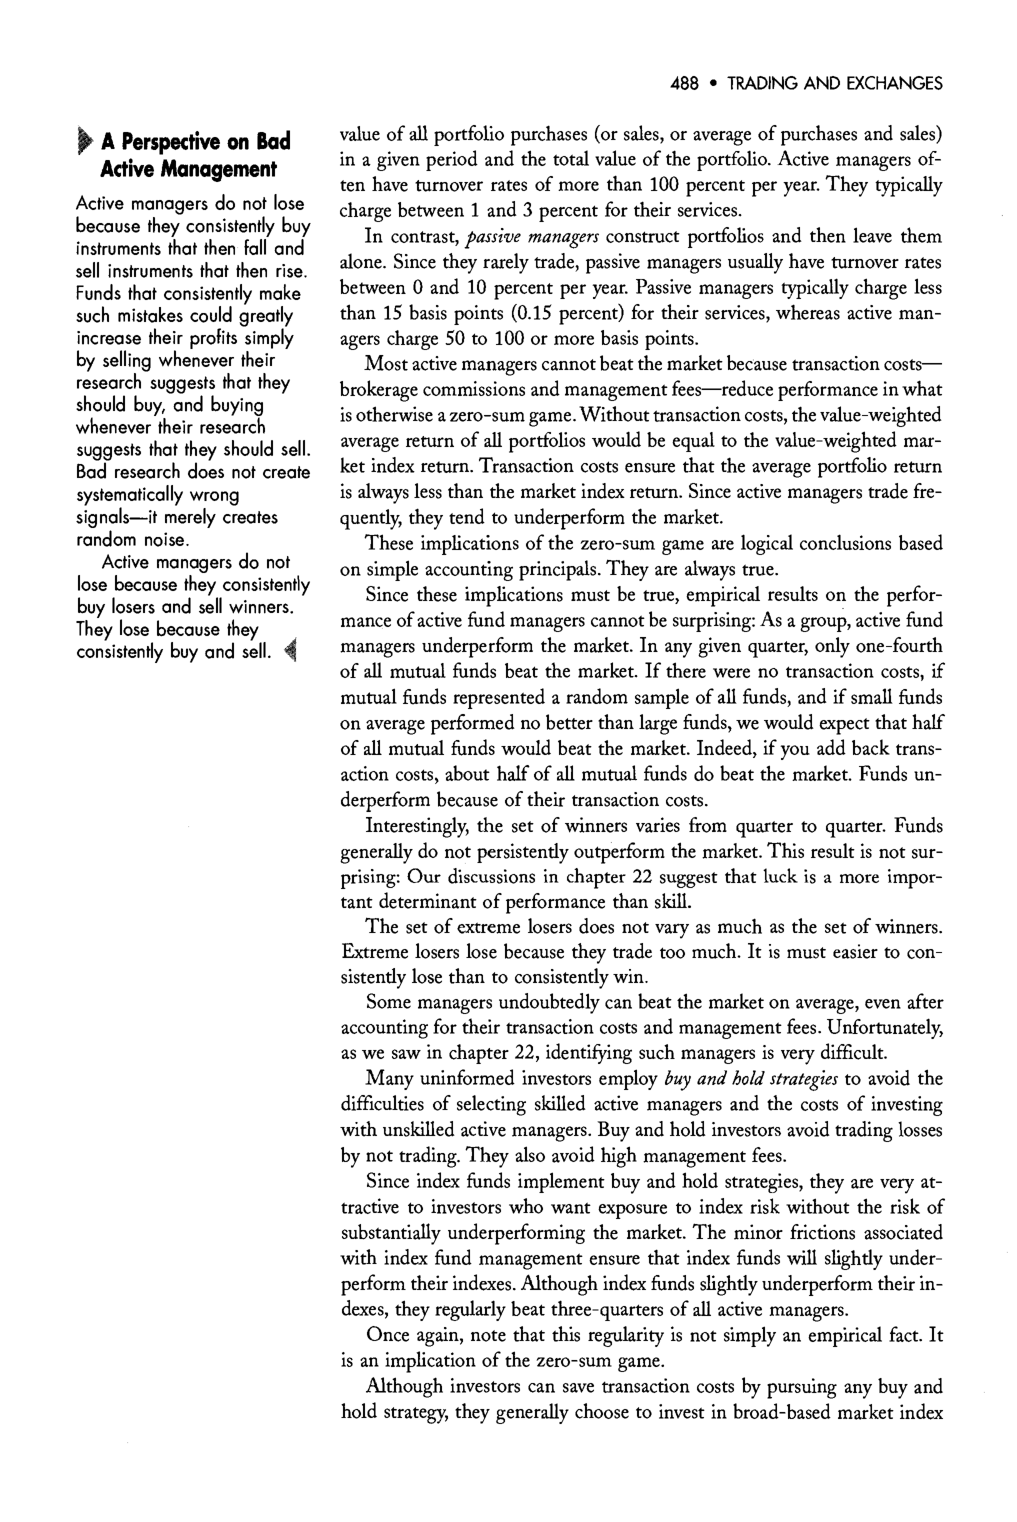 488 • TRADING AND EXCHANGES
A Perspective on Bad
Active Management
Active managers do not lose
because they consistently buy
instruments that then fall and
sell instruments that then rise.
Funds that consistently make
such mistakes could greatly
increase their profits simply
by selling whenever their
research suggests that they
should buy, and buying
whenever their research
suggests that they should sell.
Bad research does not create
systematically wrong
signals—it merely creates
random noise.
Active managers do not
lose because they consistently
buy losers and sell winners.
They lose because they
consistently buy and sell.
value of all portfolio purchases (or sales, or average of purchases and sales)
in a given period and the total value of the portfolio. Active managers of-
ten have turnover rates of more than 100 percent per year. They typically
charge between 1 and 3 percent for their services.
In contrast, passive managers construct portfolios and then leave them
alone. Since they rarely trade, passive managers usually have turnover rates
between 0 and 10 percent per year. Passive managers typically charge less
than 15 basis points (0.15 percent) for their services, whereas active man-
agers charge 50 to 100 or more basis points.
Most active managers cannot beat the market because transaction costs—
brokerage commissions and management fees—reduce performance in what
is otherwise a zero-sum game. Without transaction costs, the value-weighted
average return of all portfolios would be equal to the value-weighted mar-
ket index return. Transaction costs ensure that the average portfolio return
is always less than the market index return. Since active managers trade fre-
quently, they tend to underperform the market.
These implications of the zero-sum game are logical conclusions based
on simple accounting principals. They are always true.
Since these implications must be true, empirical results on the perfor-
mance of active fund managers cannot be surprising: As a group, active fund
managers underperform the market. In any given quarter, only one-fourth
of all mutual funds beat the market. If there were no transaction costs, if
mutual funds represented a random sample of all funds, and if small funds
on average performed no better than large funds, we would expect that half
of all mutual funds would beat the market. Indeed, if you add back trans-
action costs, about half of all mutual funds do beat the market. Funds un-
derperform because of their transaction costs.
Interestingly, the set of winners varies from quarter to quarter. Funds
generally do not persistently outperform the market. This result is not sur-
prising: Our discussions in chapter 22 suggest that luck is a more impor-
tant determinant of performance than skill.
The set of extreme losers does not vary as much as the set of winners.
Extreme losers lose because they trade too much. It is must easier to con-
sistently lose than to consistently win.
Some managers undoubtedly can beat the market on average, even after
accounting for their transaction costs and management fees. Unfortunately,
as we saw in chapter 22, identifying such managers is very difficult.
Many uninformed investors employ buy and hold strategies to avoid the
difficulties of selecting skilled active managers and the costs of investing
with unskilled active managers. Buy and hold investors avoid trading losses
by not trading. They also avoid high management fees.
Since index funds implement buy and hold strategies, they are very at-
tractive to investors who want exposure to index risk without the risk of
substantially underperforming the market. The minor frictions associated
with index fund management ensure that index funds will slightly under-
perform their indexes. Although index funds slightly underperform their in-
dexes, they regularly beat three-quarters of all active managers.
Once again, note that this regularity is not simply an empirical fact. It
is an implication of the zero-sum game.
Although investors can save transaction costs by pursuing any buy and
hold strategy, they generally choose to invest in broad-based market index